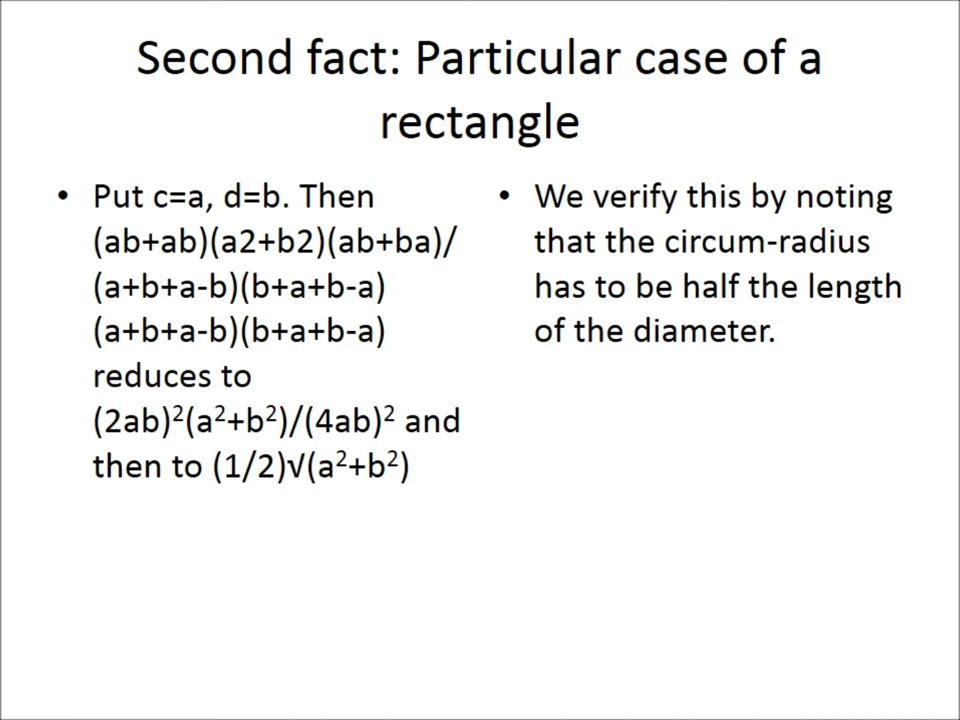 Second fact: Particular case of a
rectangle
• Put c=a, d=b. Then
(ab+ab)(a2+b2)(ab+ba)/
(a+b+a-b)(b+a+b-a)
(a+b+a-b)(b+a+b-a)
reduces to
(2ab)²(a²+b²)/(4ab)² and
then to (1/2)√(a²+b²)
• We verify this by noting
that the circum-radius
has to be half the length
of the diameter.